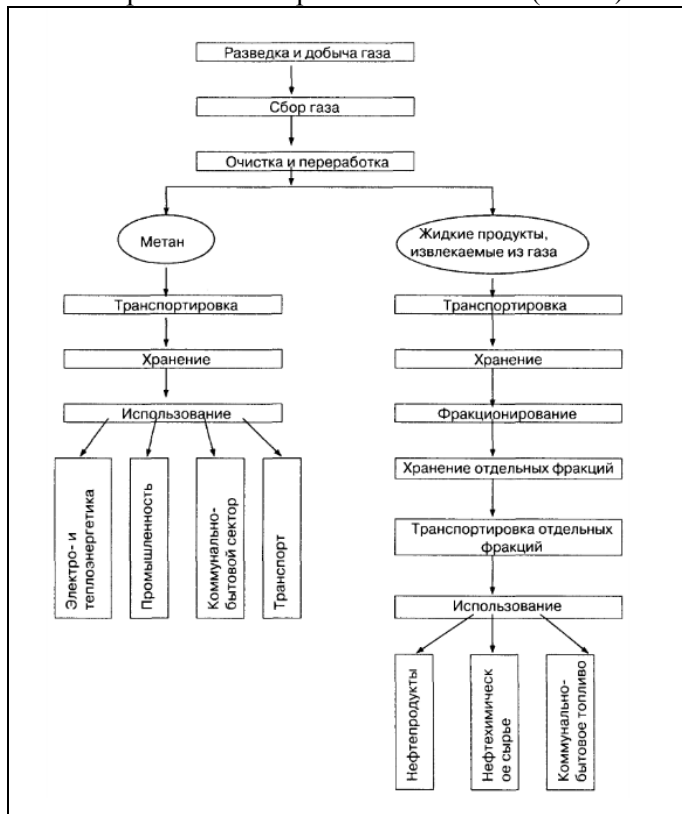 Разведка и добыча газа
Сбор газа
Очистка и переработка
Метан
Жидкие продукты,
извлекаемые из газа
Транспортировка
Транспортировка
Хранение
Хранение
Использование
Фракционирование
Электро- и
теплоэнергетика
Промышленность
Коммунально-
бытовой сектор
Транспорт
Хранение отдельных фракций
Транспортировка отдельных
фракций
Использование
Нефтепродукты
Нефтехимическ
ое сырье
Коммунально-
бытовое топливо